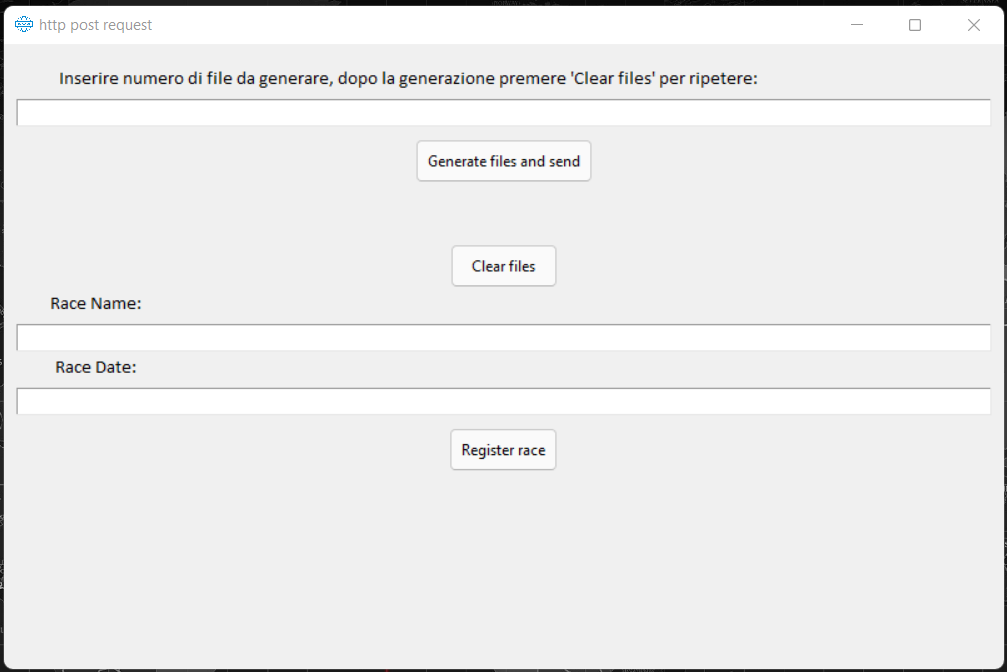 http post request
Inserire numero di file da generare, dopo la generazione premere 'Clear files' per ripetere:
Generate files and send
Clear files
Race Name:
Race Date:
Register race